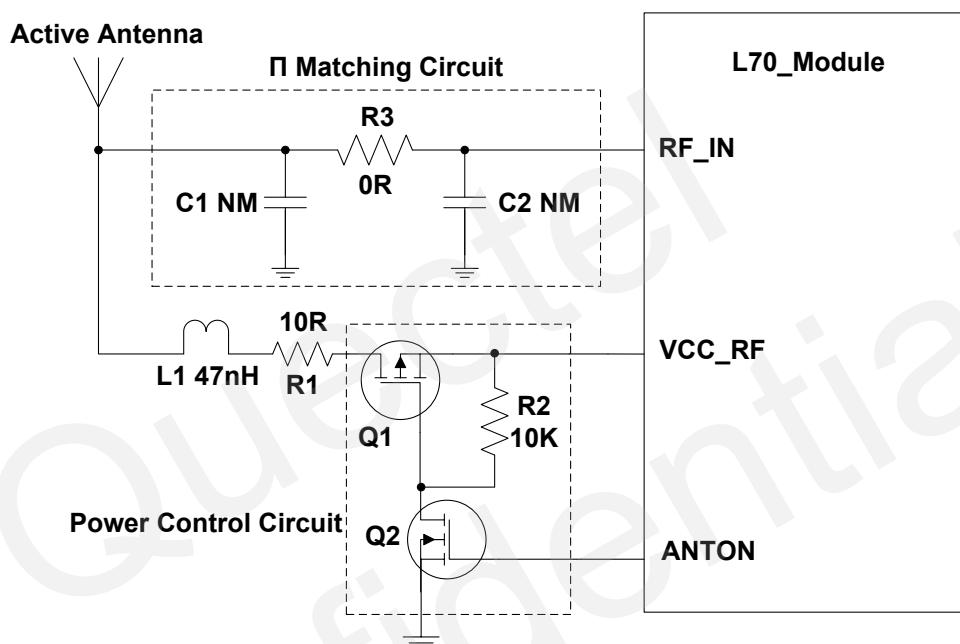 Active Antenna
Π Matching Circuit
L70_Module
R3
0R
RF_IN
C1 NM
C2 NM
10R
L1 47nH
R1
VCC_RF
R2
10K
Q1
Power Control Circuit
Q2
ANTON
Quectel
fidential